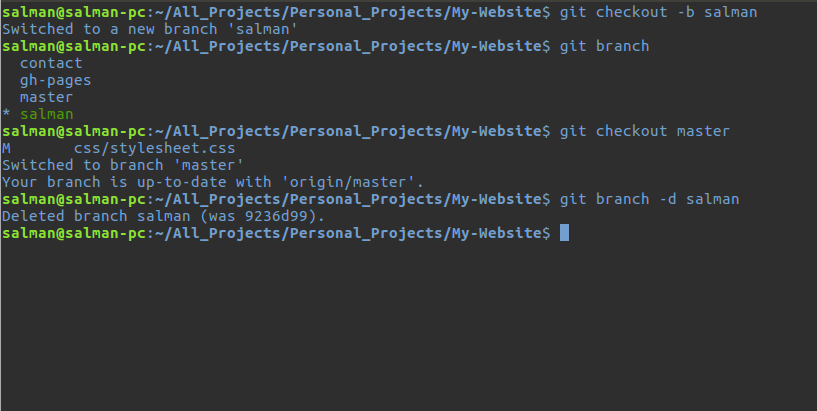 salman@salman-pc:~/All_Projects/Personal_Projects/My-Website$ git checkout -b salman
Switched to a new branch 'salman'
salman@salman-pc:~/All_Projects/Personal_Projects/My-Website$ git branch
  contact
  gh-pages
  master
* salman
salman@salman-pc:~/All_Projects/Personal_Projects/My-Website$ git checkout master
M       css/stylesheet.css
Switched to branch 'master'
Your branch is up-to-date with 'origin/master'.
salman@salman-pc:~/All_Projects/Personal_Projects/My-Website$ git branch -d salman
Deleted branch salman (was 9236d99).
salman@salman-pc:~/All_Projects/Personal_Projects/My-Website$